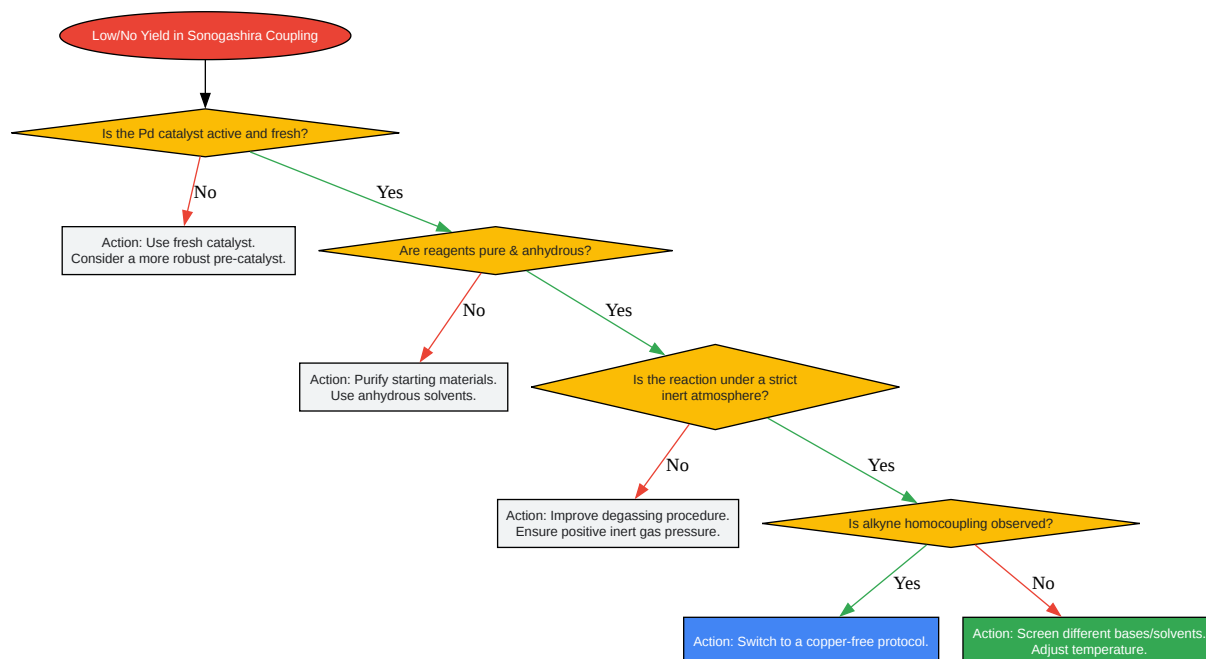 Low/No Yield in Sonogashira Coupling
Is the Pd catalyst active and fresh?
No
Yes
Action: Use fresh catalyst.
Consider a more robust pre-catalyst.
Are reagents pure & anhydrous?
No
Yes
Action: Purify starting materials.
Use anhydrous solvents.
Is the reaction under a strict
inert atmosphere?
No
Yes
Action: Improve degassing procedure.
Ensure positive inert gas pressure.
Is alkyne homocoupling observed?
Yes
No
Action: Switch to a copper-free protocol.
Action: Screen different bases/solvents.
Adjust temperature.